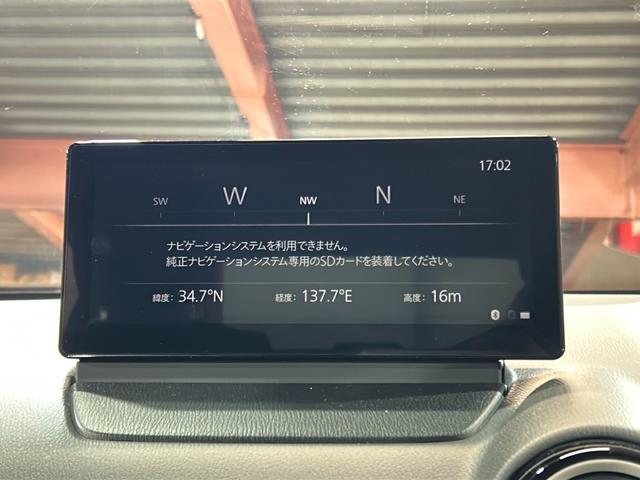 17:02
SW W NW N NE
ナビゲーションシステムを利用できません。
純正ナビゲーションシステム専用のSDカードを装着してください。
緯度: 34.7°N 経度: 137.7°E 高度: 16m